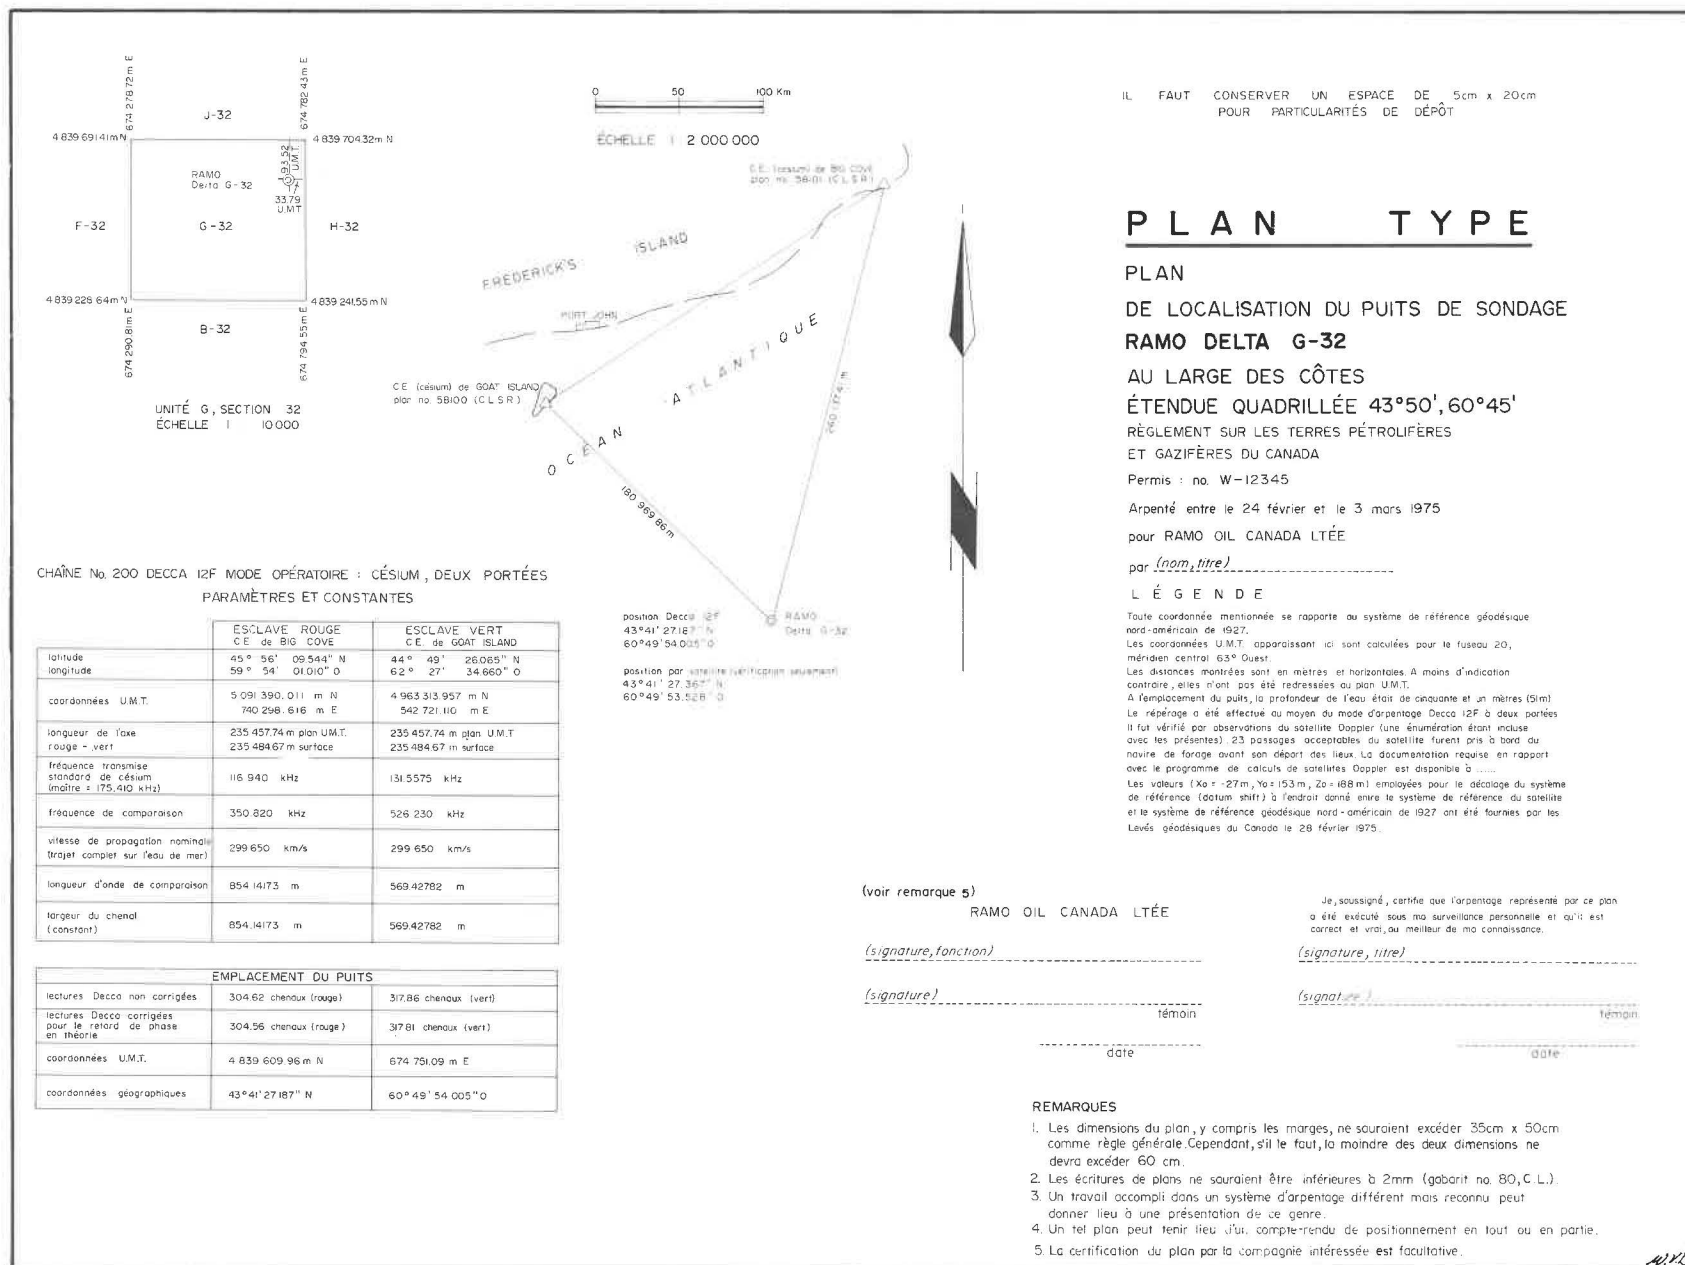 674 278.72 m E
674 782.43 m E
J-32
4 839 691.41 m N
4 839 704.32 m N
93.52
U.M.T.
RAMO
Delta G-32
33.79
U.M.T
F-32
G-32
H-32
4 839 228 64 m N
4 839 241.55 m N
B-32
674 290.81 m E
674 794.55 m E
UNITÉ G, SECTION 32
ÉCHELLE 1 10 000
0 50 100 Km
ÉCHELLE 1 2 000 000
C.E. (césium) de BIG COVE
plan no. 58101 (C L S R)
FREDERICK'S ISLAND
PORT JOHN
OCÉAN ATLANTIQUE
C.E. (césium) de GOAT ISLAND
plan no. 58100 (C L S R)
180 969 86 m
position Decca 12F
43°41' 27.187" N
60°49' 54.005" O
RAMO
Delta G-32
position par satellite (vérification seulement)
43°41' 27.367" N
60°49' 53.528" O
IL FAUT CONSERVER UN ESPACE DE 5cm x 20cm
POUR PARTICULARITÉS DE DÉPÔT
PLAN TYPE
PLAN
DE LOCALISATION DU PUITS DE SONDAGE
RAMO DELTA G-32
AU LARGE DES CÔTES
ÉTENDUE QUADRILLÉE 43°50', 60°45'
RÈGLEMENT SUR LES TERRES PÉTROLIFÈRES
ET GAZIFÈRES DU CANADA
Permis : no. W-12345
Arpenté entre le 24 février et le 3 mars 1975
pour RAMO OIL CANADA LTÉE
par (nom, titre)
LÉGENDE
Toute coordonnée mentionnée se rapporte au système de référence géodésique
nord-américain de 1927.
Les coordonnées U.M.T. apparaissant ici sont calculées pour le fuseau 20,
méridien central 63° Ouest.
Les distances montrées sont en mètres et horizontales. A moins d'indication
contraire, elles n'ont pas été redressées au plan U.M.T.
A l'emplacement du puits, la profondeur de l'eau était de cinquante et un mètres (51m)
Le répérage a été effectué au moyen du mode d'arpentage Decca 12F à deux portées
Il fut vérifié par observations du satellite Doppler (une énumération étant incluse
avec les présentes). 23 passages acceptables du satellite furent pris à bord du
navire de forage avant son départ des lieux. La documentation requise en rapport
avec le programme de calculs de satellites Doppler est disponible à ......
Les valeurs (Xo = -27m, Yo = 153m, Zo = 188m) employées pour le décalage du système
de référence (datum shift) à l'endroit donné entre le système de référence du satellite
et le système de référence géodésique nord-américain de 1927 ont été fournies par les
Levés géodésiques du Canada le 28 février 1975.
CHAÎNE No. 200 DECCA 12F MODE OPÉRATOIRE : CÉSIUM, DEUX PORTÉES
PARAMÈTRES ET CONSTANTES
ESCLAVE ROUGE ESCLAVE VERT
C.E. de BIG COVE C.E. de GOAT ISLAND
latitude 45° 56' 09.544" N 44° 49' 26.065" N
longitude 59° 54' 01.010" O 62° 27' 34.660" O
coordonnées U.M.T. 5 091 390.011 m N 4 963 313.957 m N
740 298.616 m E 542 721.110 m E
longueur de l'axe 235 457.74 m plan U.M.T. 235 457.74 m plan U.M.T
rouge - vert 235 484.67 m surface 235 484.67 m surface
fréquence transmise
standard de césium 116 940 kHz 131.5575 kHz
(maître = 175.410 kHz)
fréquence de comparaison 350.820 kHz 526 230 kHz
vitesse de propagation nominale 299 650 km/s 299 650 km/s
(trajet complet sur l'eau de mer)
longueur d'onde de comparaison 854 14173 m 569.42782 m
largeur du chenal
(constant) 854.14173 m 569.42782 m
EMPLACEMENT DU PUITS
lectures Decca non corrigées 304.62 chenaux (rouge) 317.86 chenaux (vert)
lectures Decca corrigées
pour le retard de phase 304.56 chenaux (rouge) 317 81 chenaux (vert)
en théorie
coordonnées U.M.T. 4 839 609.96 m N 674 751.09 m E
coordonnées géographiques 43°41'27187" N 60°49'54 005"O
(voir remarque 5)
RAMO OIL CANADA LTÉE
(signature, fonction)
(signature)
témoin
date
Je, soussigné, certifie que l'arpentage représenté par ce plan
a été exécuté sous ma surveillance personnelle et qu'il est
correct et vrai, au meilleur de ma connaissance.
(signature, titre)
(signature)
témoin
date
REMARQUES
1. Les dimensions du plan, y compris les marges, ne sauraient excéder 35cm x 50cm
comme règle générale. Cependant, s'il le faut, la moindre des deux dimensions ne
devra excéder 60 cm.
2. Les écritures de plans ne sauraient être inférieures à 2mm (gabarit no. 80, C.L.).
3. Un travail accompli dans un système d'arpentage différent mais reconnu peut
donner lieu à une présentation de ce genre.
4. Un tel plan peut tenir lieu d'un compte-rendu de positionnement en tout ou en partie.
5. La certification du plan par la compagnie intéressée est facultative.